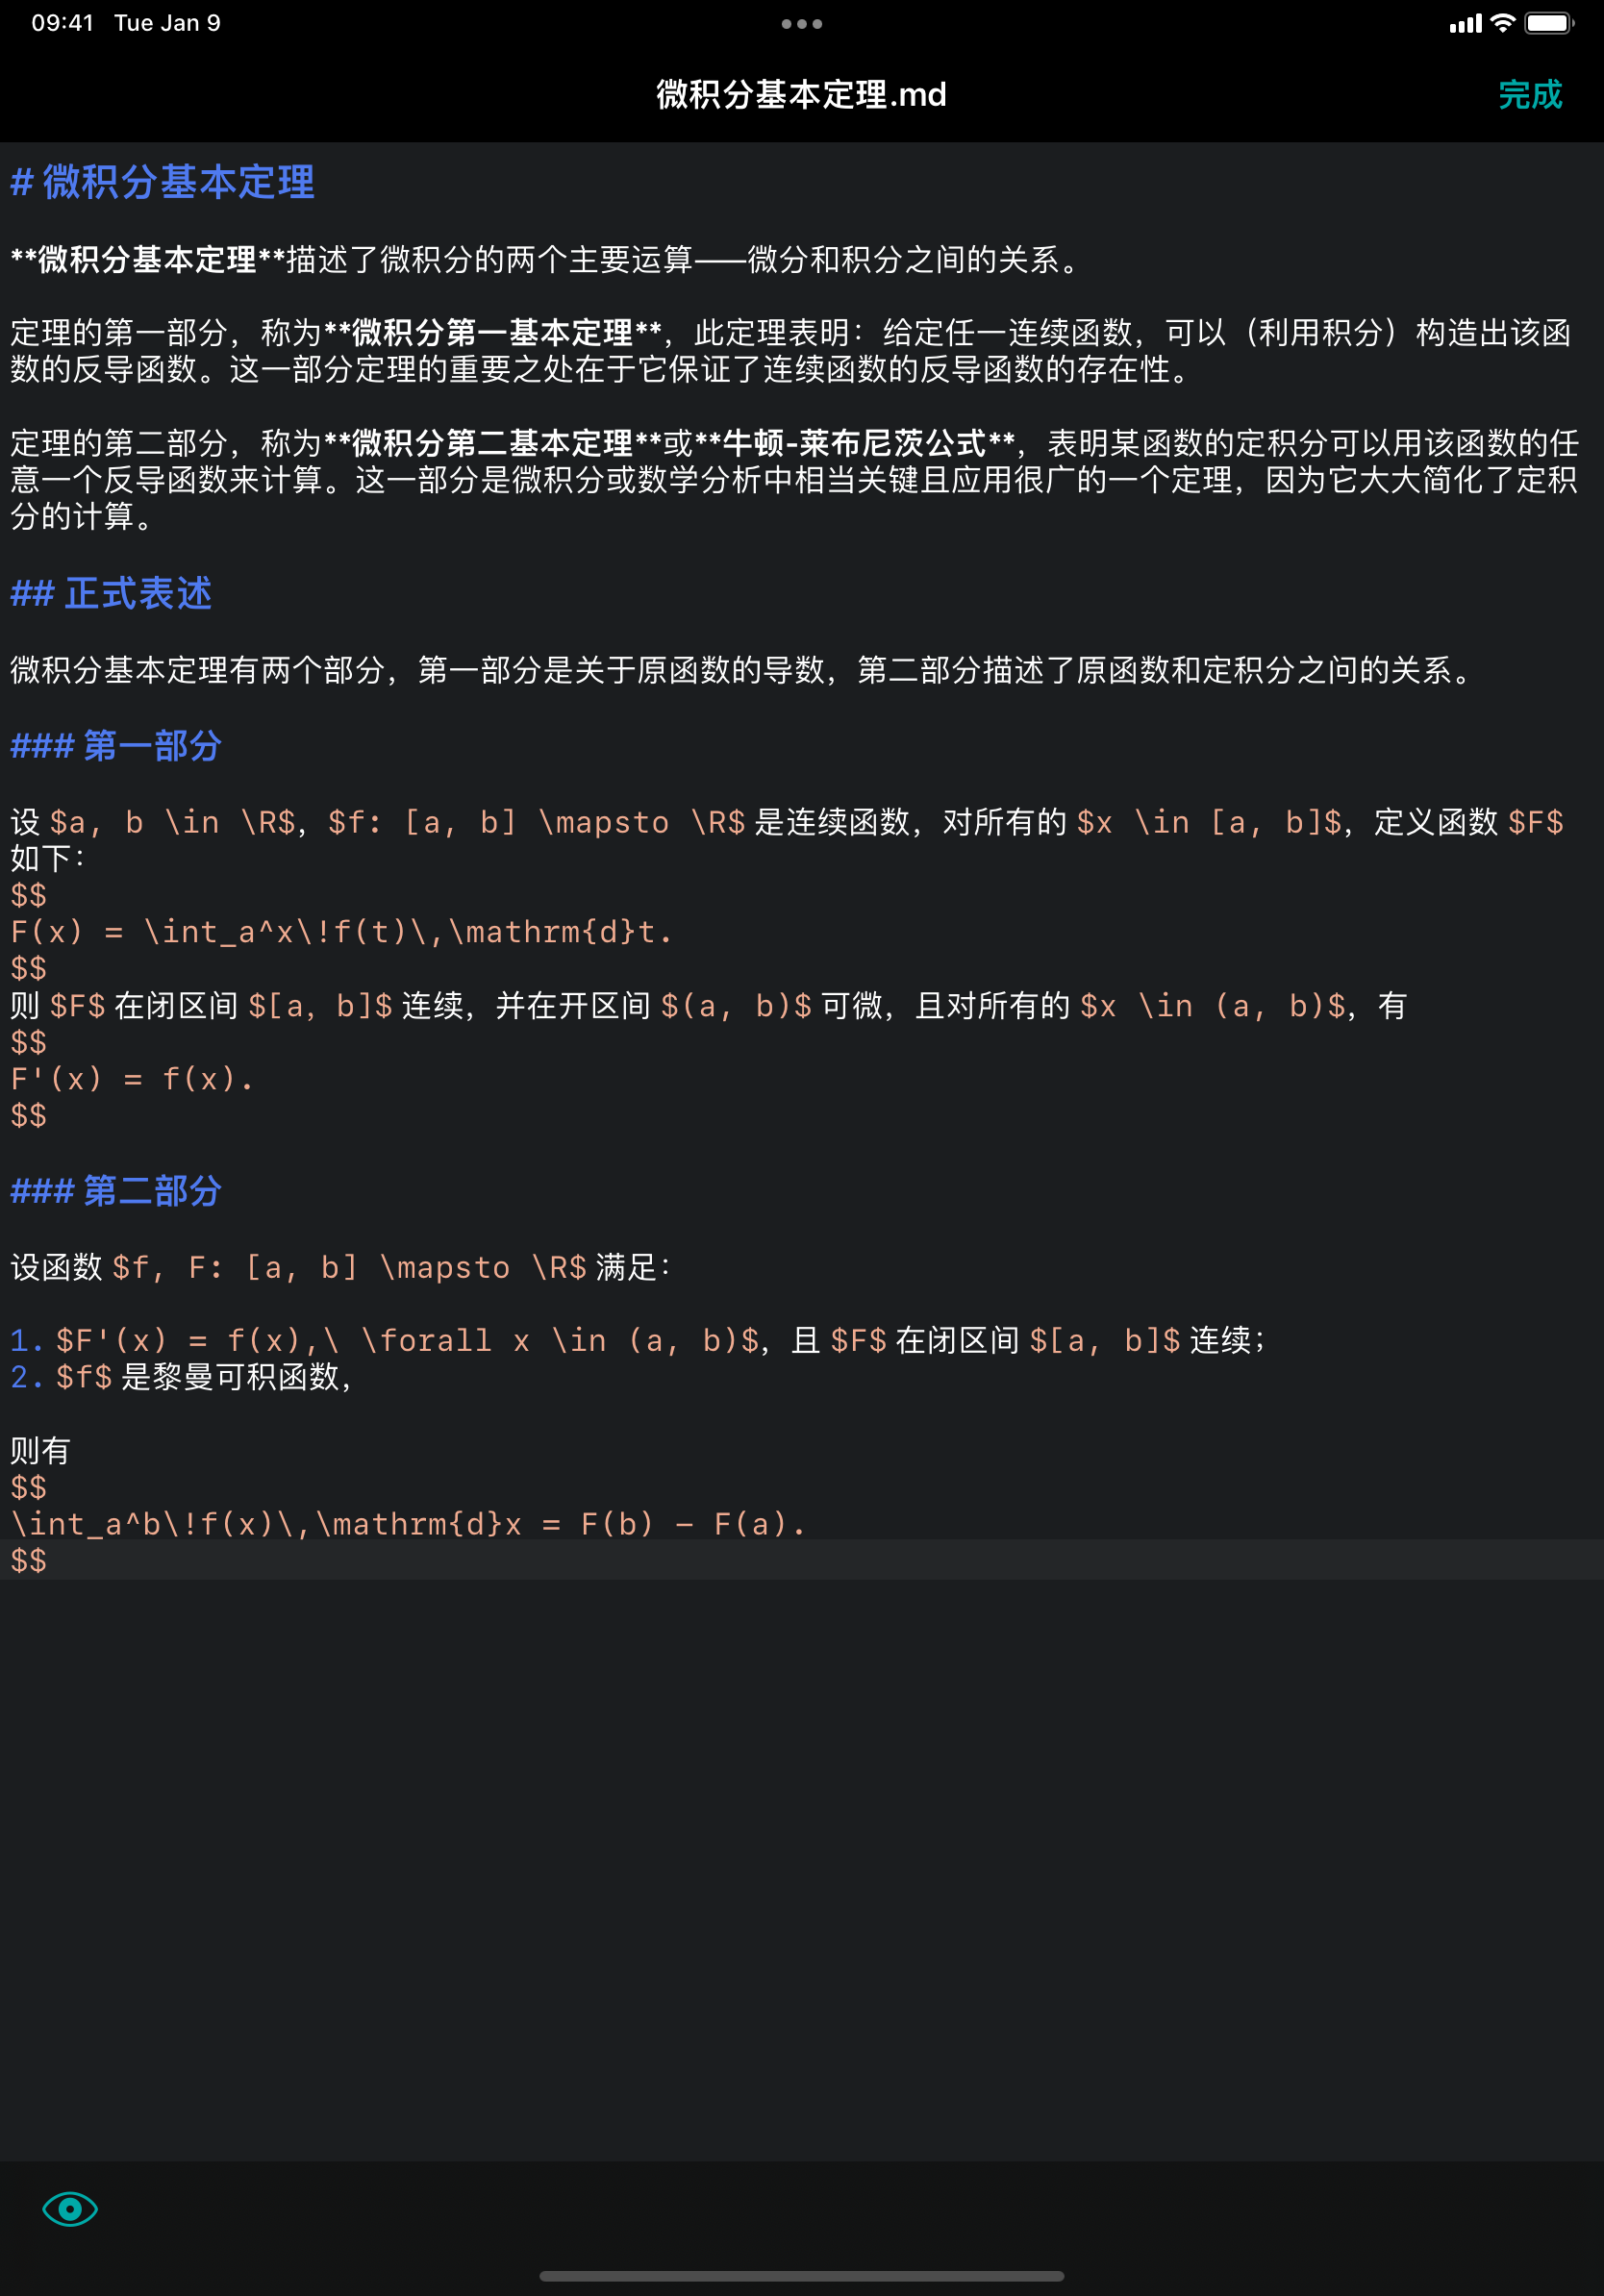 09:41 Tue Jan 9
微积分基本定理.md
完成
# 微积分基本定理
**微积分基本定理**描述了微积分的两个主要运算——微分和积分之间的关系。
定理的第一部分，称为**微积分第一基本定理**，此定理表明：给定任一连续函数，可以（利用积分）构造出该函
数的反导函数。这一部分定理的重要之处在于它保证了连续函数的反导函数的存在性。
定理的第二部分，称为**微积分第二基本定理**或**牛顿-莱布尼茨公式**，表明某函数的定积分可以用该函数的任
意一个反导函数来计算。这一部分是微积分或数学分析中相当关键且应用很广的一个定理，因为它大大简化了定积
分的计算。
## 正式表述
微积分基本定理有两个部分，第一部分是关于原函数的导数，第二部分描述了原函数和定积分之问的关系。
### 第一部分
设 $a, b \in \R$，$f: [a, b] \mapsto \R$ 是连续函数，对所有的 $x \in [a, b]$，定义函数 $F$
如下：
$$
F(x) = \int_a^x\!f(t)\,\mathrm{d}t.
$$
则 $F$ 在闭区间 $[a, b]$ 连续，并在开区间 $(a, b)$ 可微，且对所有的 $x \in (a, b)$，有
$$
F'(x) = f(x).
$$
### 第二部分
设函数 $f, F: [a, b] \mapsto \R$ 满足：
1. $F'(x) = f(x),\ \forall x \in (a, b)$，且 $F$ 在闭区间 $[a, b]$ 连续；
2. $f$ 是黎曼可积函数，
则有
$$
\int_a^b\!f(x)\,\mathrm{d}x = F(b) - F(a).
$$